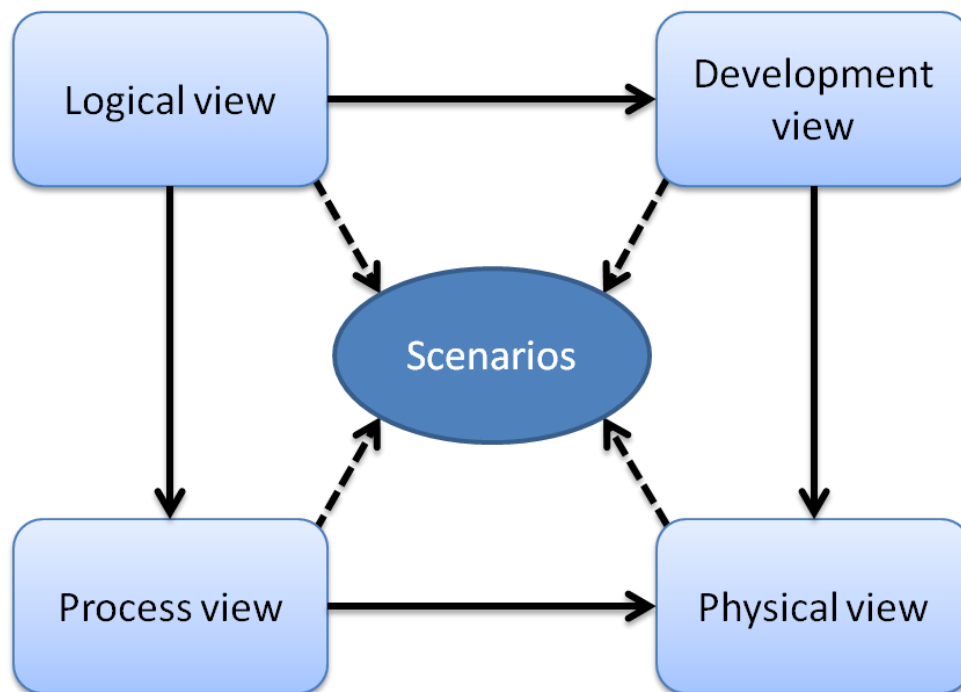 Logical view
Development
view
Scenarios
Process view
Physical view